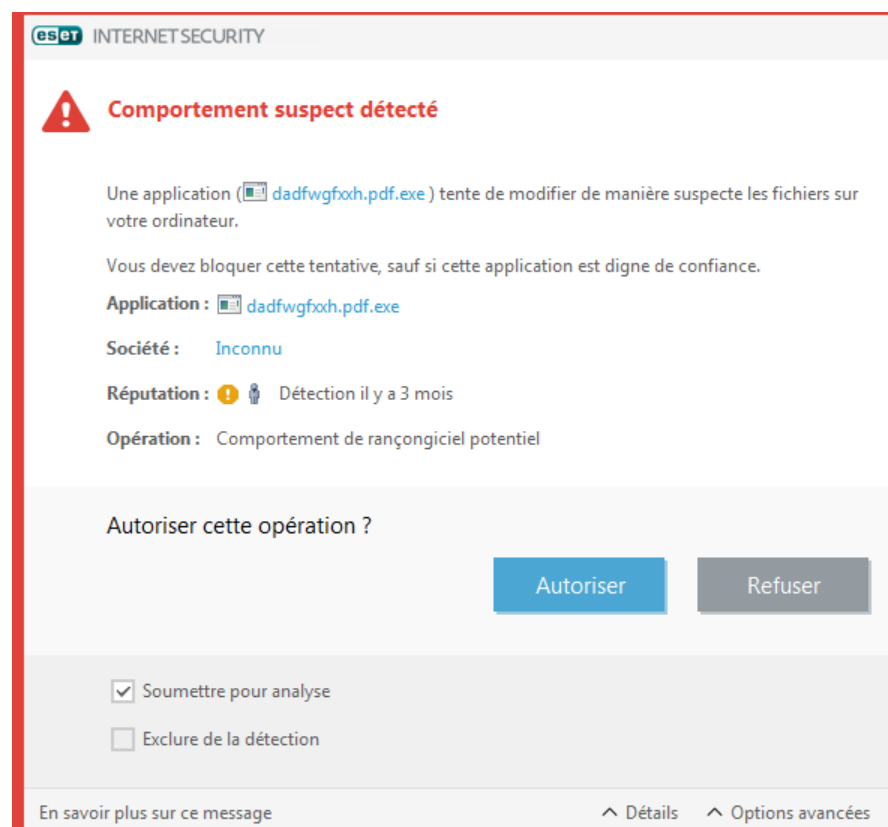 eset INTERNET SECURITY
Comportement suspect détecté
Une application ( dadfwgfxxh.pdf.exe ) tente de modifier de manière suspecte les fichiers sur
votre ordinateur.
Vous devez bloquer cette tentative, sauf si cette application est digne de confiance.
Application : dadfwgfxxh.pdf.exe
Société : Inconnu
Réputation : Détection il y a 3 mois
Opération : Comportement de rançongiciel potentiel
Autoriser cette opération ?
Autoriser Refuser
Soumettre pour analyse
Exclure de la détection
En savoir plus sur ce message Détails Options avancées